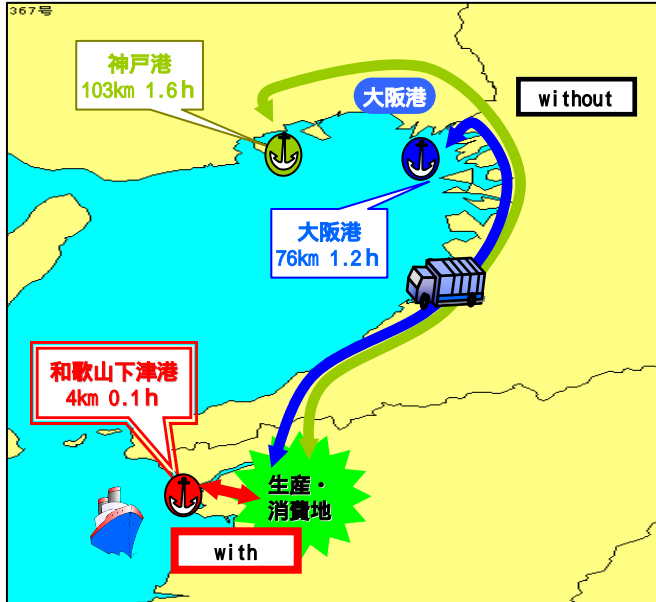 367号
神戸港
103km 1.6h
大阪港
without
大阪港
76km 1.2h
和歌山下津港
4km 0.1h
生産・
消費地
with